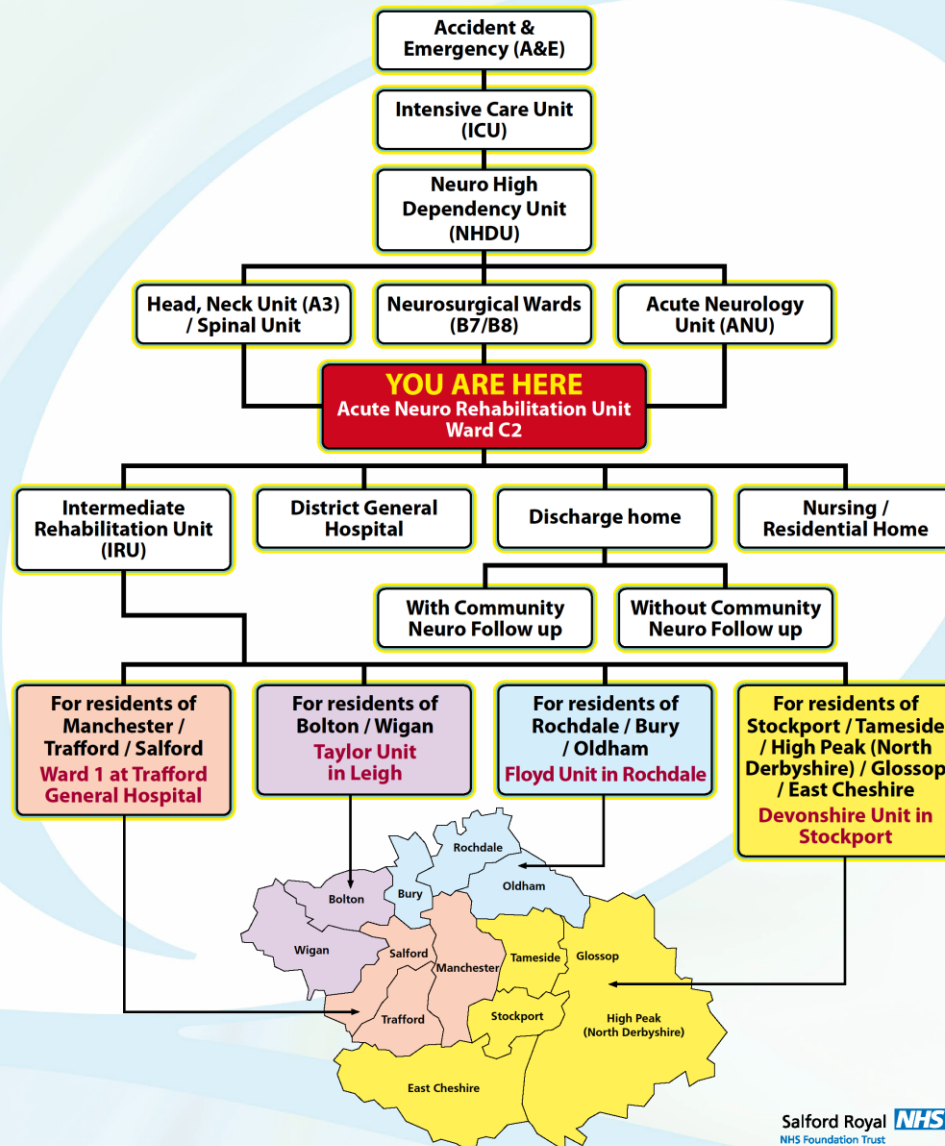 Accident &
Emergency (A&E)
Intensive Care Unit
(ICU)
Neuro High
Dependency Unit
(NHDU)
Head, Neck Unit (A3)
/ Spinal Unit
Neurosurgical Wards
(B7/B8)
Acute Neurology
Unit (ANU)
YOU ARE HERE
Acute Neuro Rehabilitation Unit
Ward C2
Intermediate
Rehabilitation Unit
(IRU)
District General
Hospital
Discharge home
Nursing /
Residential Home
With Community
Neuro Follow up
Without Community
Neuro Follow up
For residents of
Manchester /
Trafford / Salford
Ward 1 at Trafford
General Hospital
For residents of
Bolton / Wigan
Taylor Unit
in Leigh
For residents of
Rochdale / Bury
/ Oldham
Floyd Unit in Rochdale
For residents of
Stockport / Tameside
/ High Peak (North
Derbyshire) / Glossop
/ East Cheshire
Devonshire Unit in
Stockport
Rochdale
Bury
Oldham
Bolton
Wigan
Salford
Manchester
Tameside
Glossop
Trafford
Stockport
High Peak
(North Derbyshire)
East Cheshire
Salford Royal NHS
NHS Foundation Trust